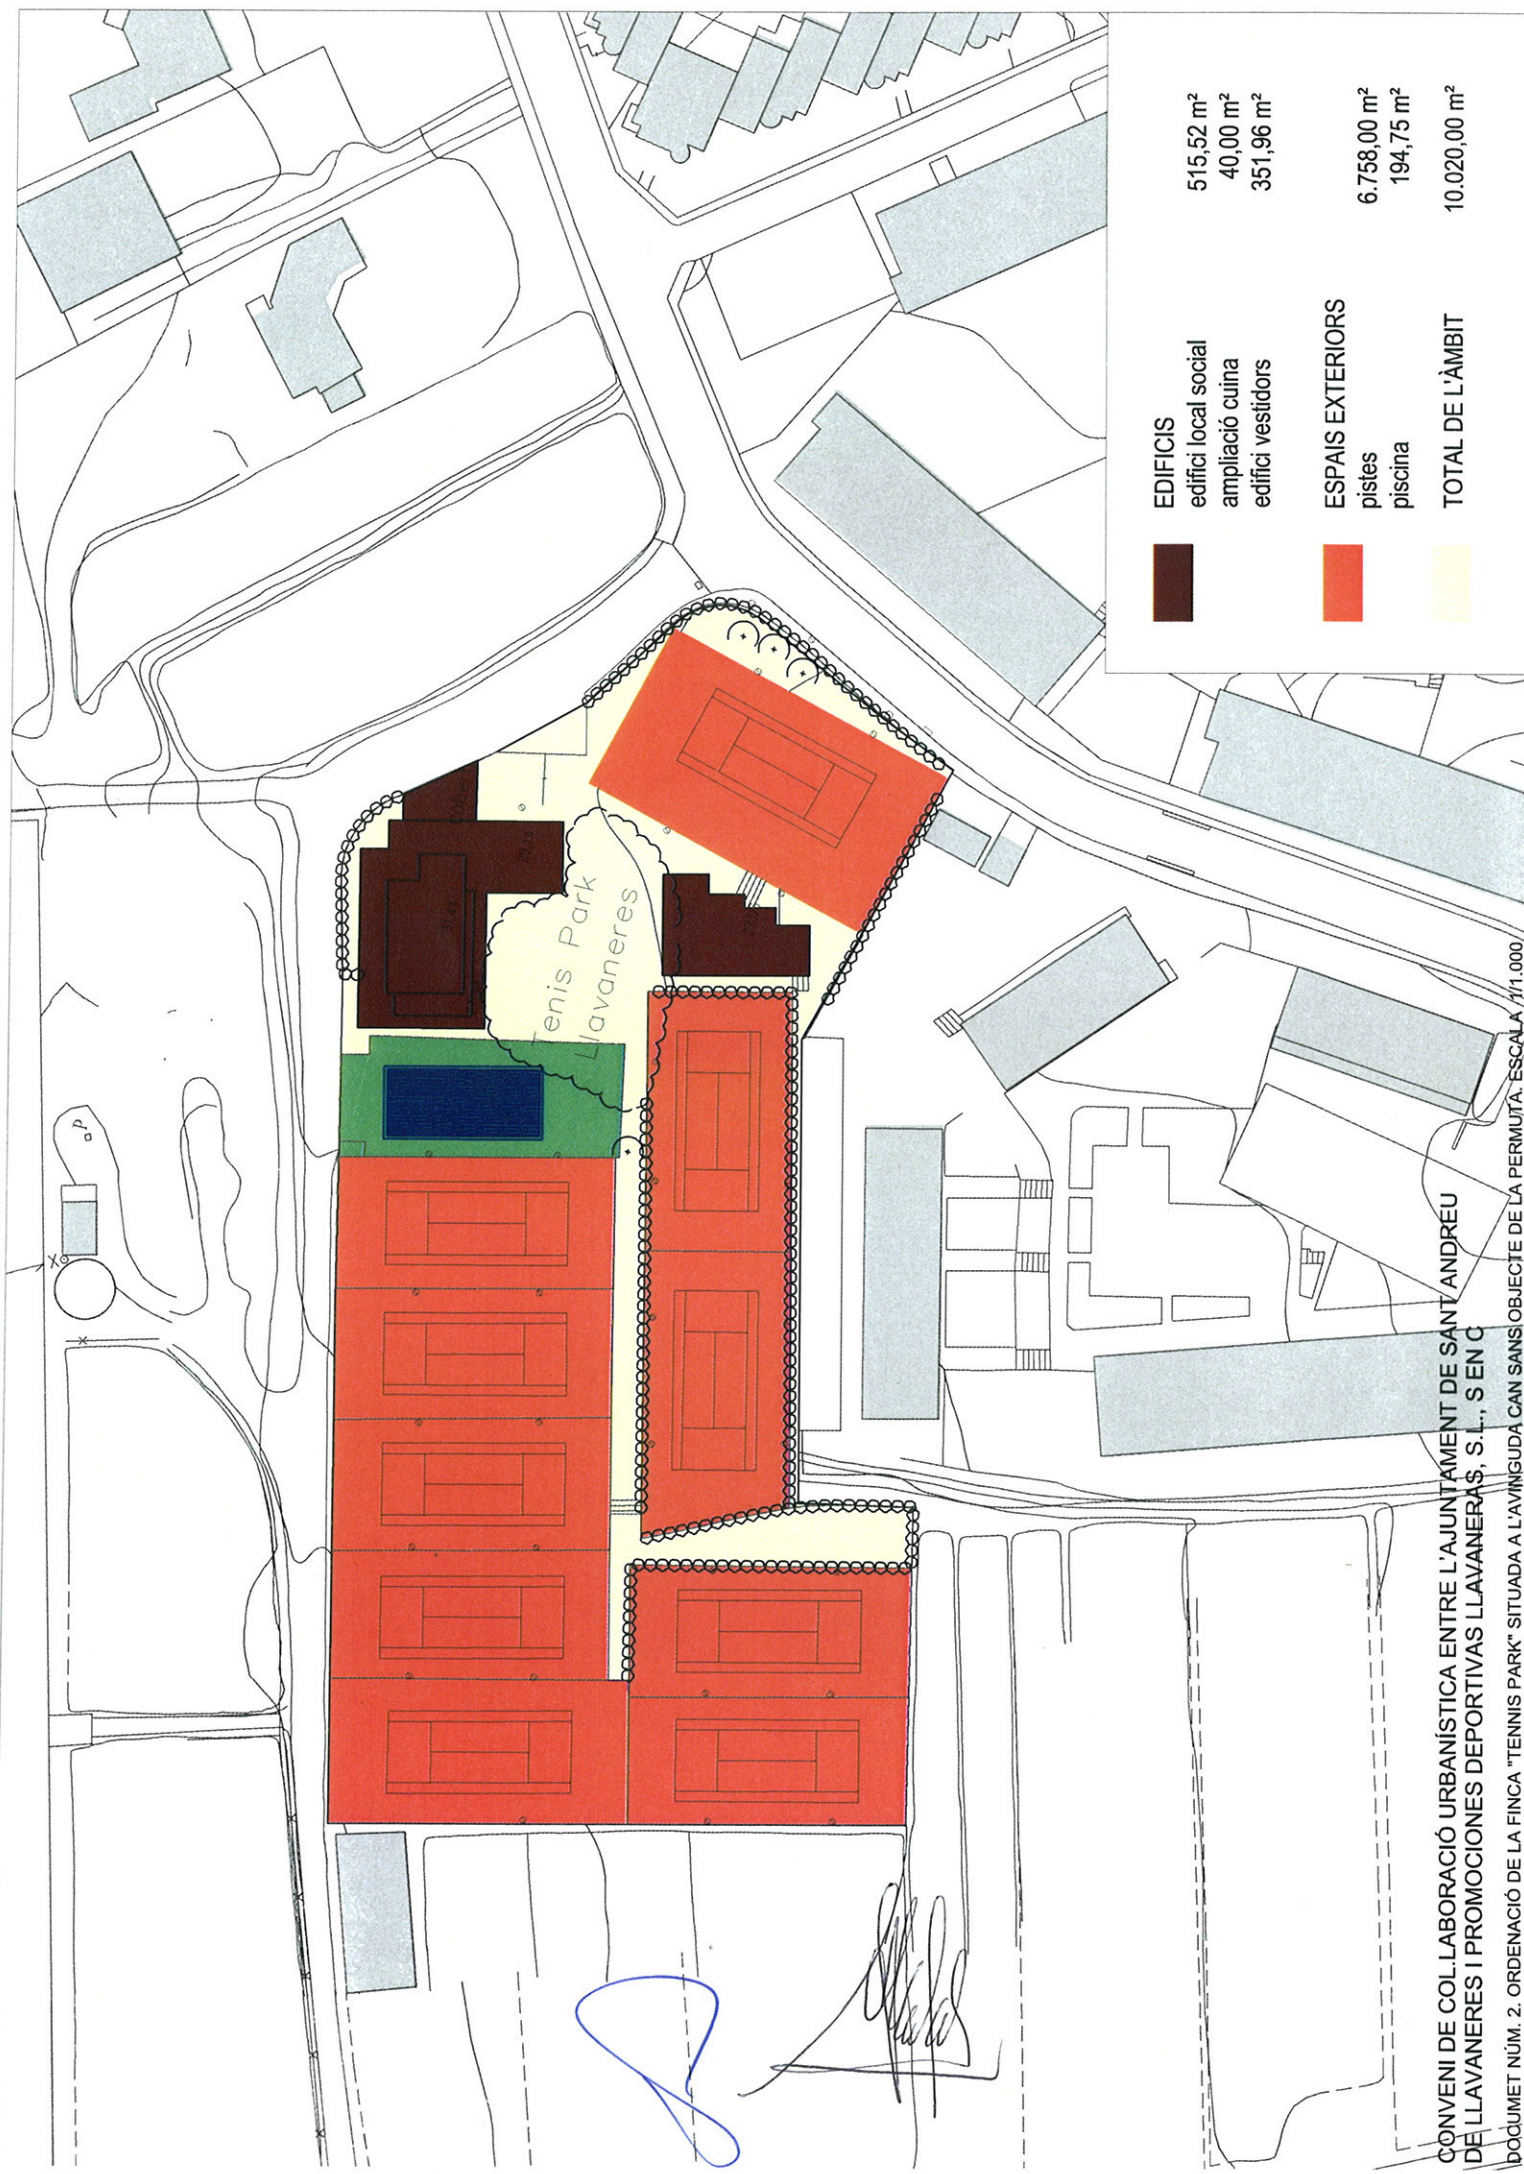 EDIFICIS
edifici local social 515,52 m²
ampliació cuina 40,00 m²
edifici vestidors 351,96 m²
ESPAIS EXTERIORS
pistes 6.758,00 m²
piscina 194,75 m²
TOTAL DE L'ÀMBIT 10.020,00 m²
Tenis Park
Llavaneres
P
CONVENI DE COL.LABORACIÓ URBANÍSTICA ENTRE L'AJUNTAMENT DE SANT ANDREU
DE LLAVANERES I PROMOCIONES DEPORTIVAS LLAVANERAS, S.L., S EN C
DOCUMET NÚM. 2. ORDENACIÓ DE LA FINCA "TENNIS PARK" SITUADA A L'AVINGUDA CAN SANS OBJECTE DE LA PERMUTA. ESCALA 1/1.000